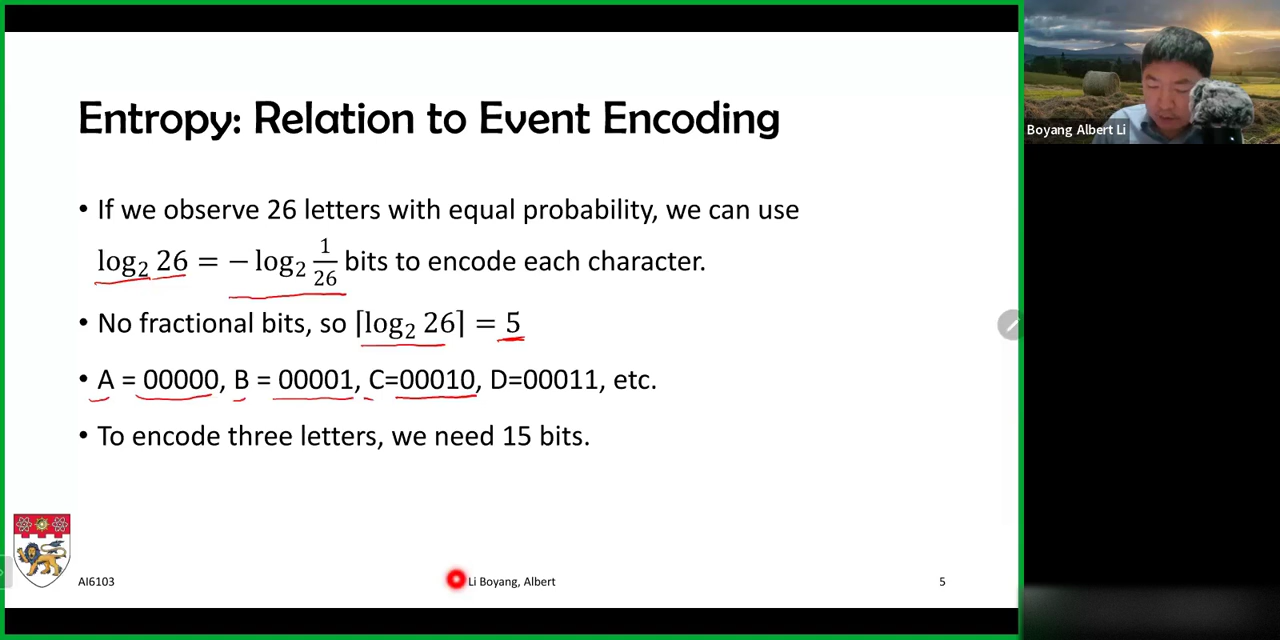 Entropy: Relation to Event Encoding
• If we observe 26 letters with equal probability, we can use
log₂ 26 = − log₂ 1/26 bits to encode each character.
• No fractional bits, so ⌈log₂ 26⌉ = 5
• A = 00000, B = 00001, C=00010, D=00011, etc.
• To encode three letters, we need 15 bits.
AI6103
Li Boyang, Albert
5
Boyang Albert Li